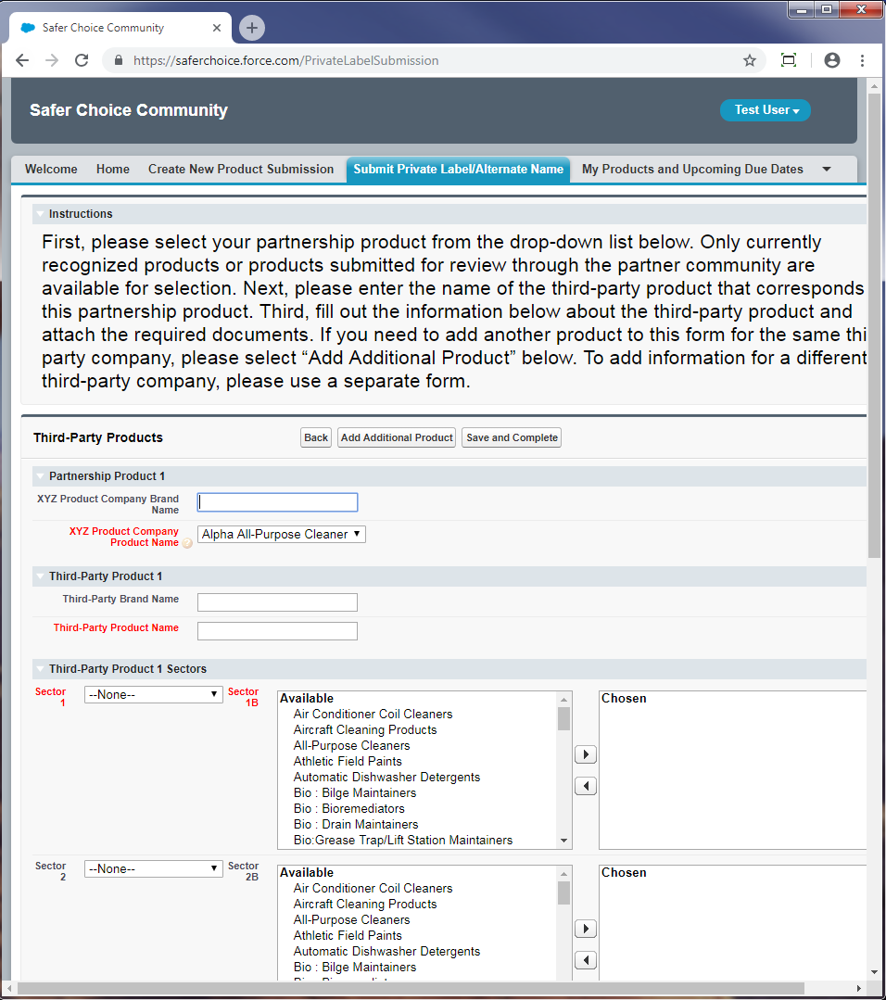 Safer Choice Community
https://saferchoice.force.com/PrivateLabelSubmission
Safer Choice Community
Test User
Welcome Home Create New Product Submission Submit Private Label/Alternate Name My Products and Upcoming Due Dates
Instructions
First, please select your partnership product from the drop-down list below. Only currently
recognized products or products submitted for review through the partner community are
available for selection. Next, please enter the name of the third-party product that corresponds
this partnership product. Third, fill out the information below about the third-party product and
attach the required documents. If you need to add another product to this form for the same thi
party company, please select “Add Additional Product” below. To add information for a different
third-party company, please use a separate form.
Third-Party Products Back Add Additional Product Save and Complete
Partnership Product 1
XYZ Product Company Brand
Name
XYZ Product Company
Product Name
?
Alpha All-Purpose Cleaner
Third-Party Product 1
Third-Party Brand Name
Third-Party Product Name
Third-Party Product 1 Sectors
Sector
1
--None--
Sector
1B
Available
Air Conditioner Coil Cleaners
Aircraft Cleaning Products
All-Purpose Cleaners
Athletic Field Paints
Automatic Dishwasher Detergents
Bio : Bilge Maintainers
Bio : Bioremediators
Bio : Drain Maintainers
Bio:Grease Trap/Lift Station Maintainers
Chosen
Sector
2
--None--
Sector
2B
Available
Air Conditioner Coil Cleaners
Aircraft Cleaning Products
All-Purpose Cleaners
Athletic Field Paints
Automatic Dishwasher Detergents
Bio : Bilge Maintainers
Chosen